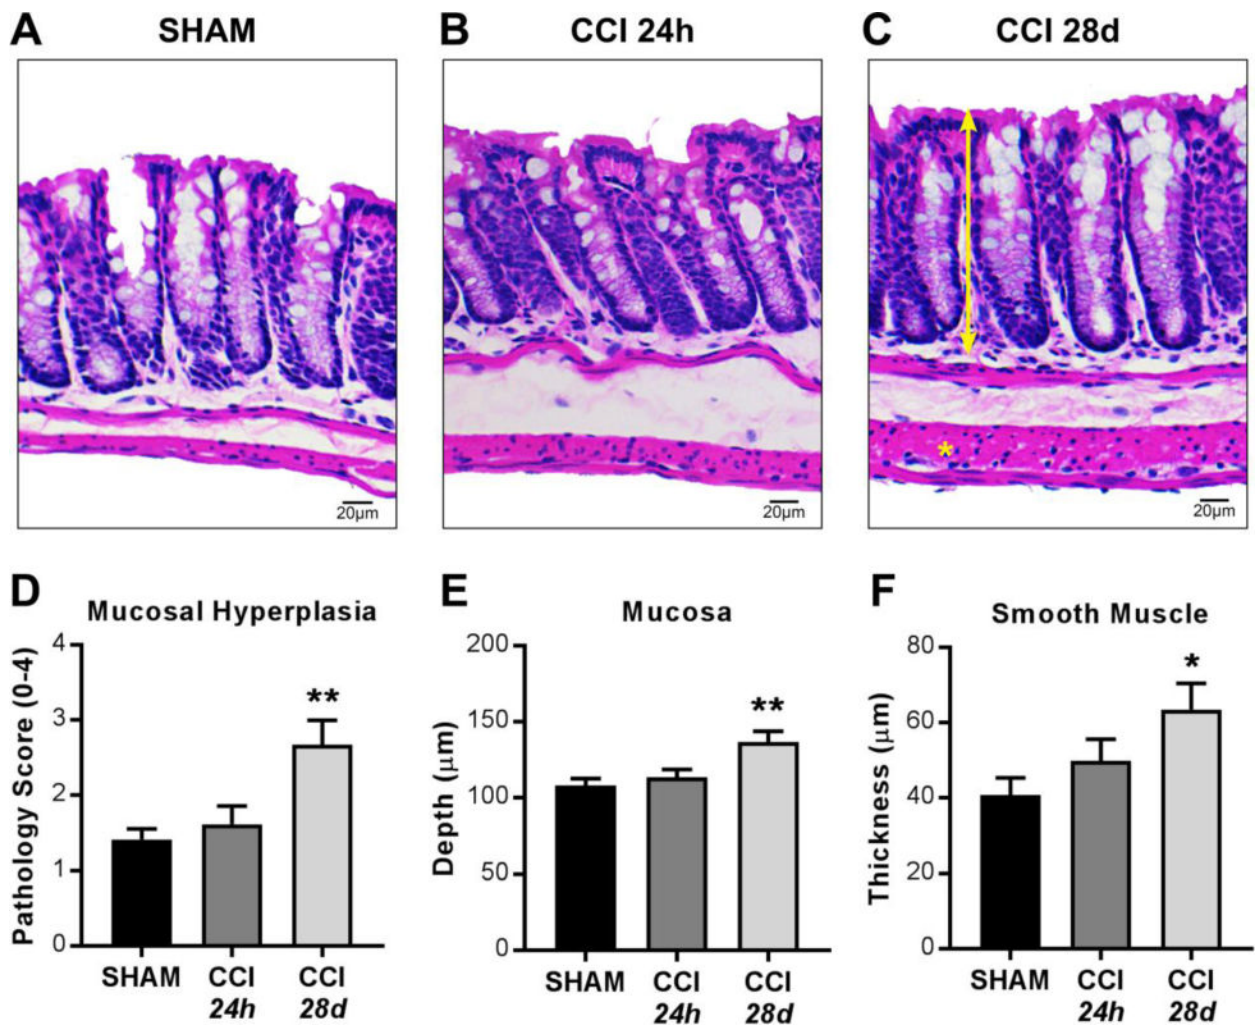 A SHAM
B CCI 24h
C CCI 28d
*
20µm
20µm
20µm
D Mucosal Hyperplasia
Pathology Score (0-4)
4
3
2
1
0
**
SHAM
CCI
24h
CCI
28d
E Mucosa
Depth (µm)
200
150
100
50
0
**
SHAM
CCI
24h
CCI
28d
F Smooth Muscle
Thickness (µm)
80
60
40
20
0
*
SHAM
CCI
24h
CCI
28d